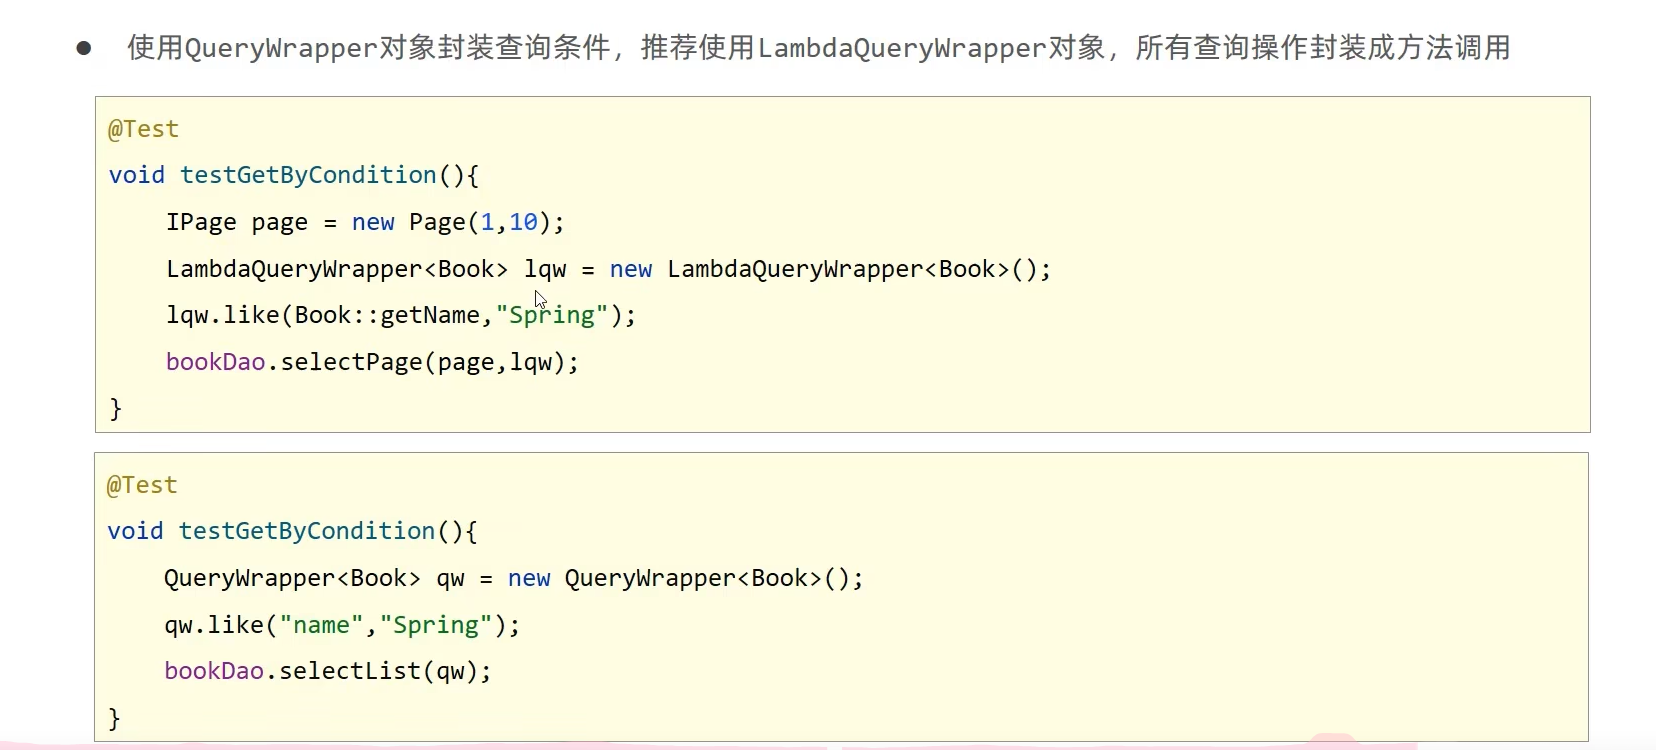 ● 使用QueryWrapper对象封装查询条件，推荐使用LambdaQueryWrapper对象，所有查询操作封装成方法调用
@Test
void testGetByCondition(){
    IPage page = new Page(1,10);
    LambdaQueryWrapper<Book> lqw = new LambdaQueryWrapper<Book>();
    lqw.like(Book::getName,"Spring");
    bookDao.selectPage(page,lqw);
}
@Test
void testGetByCondition(){
    QueryWrapper<Book> qw = new QueryWrapper<Book>();
    qw.like("name","Spring");
    bookDao.selectList(qw);
}